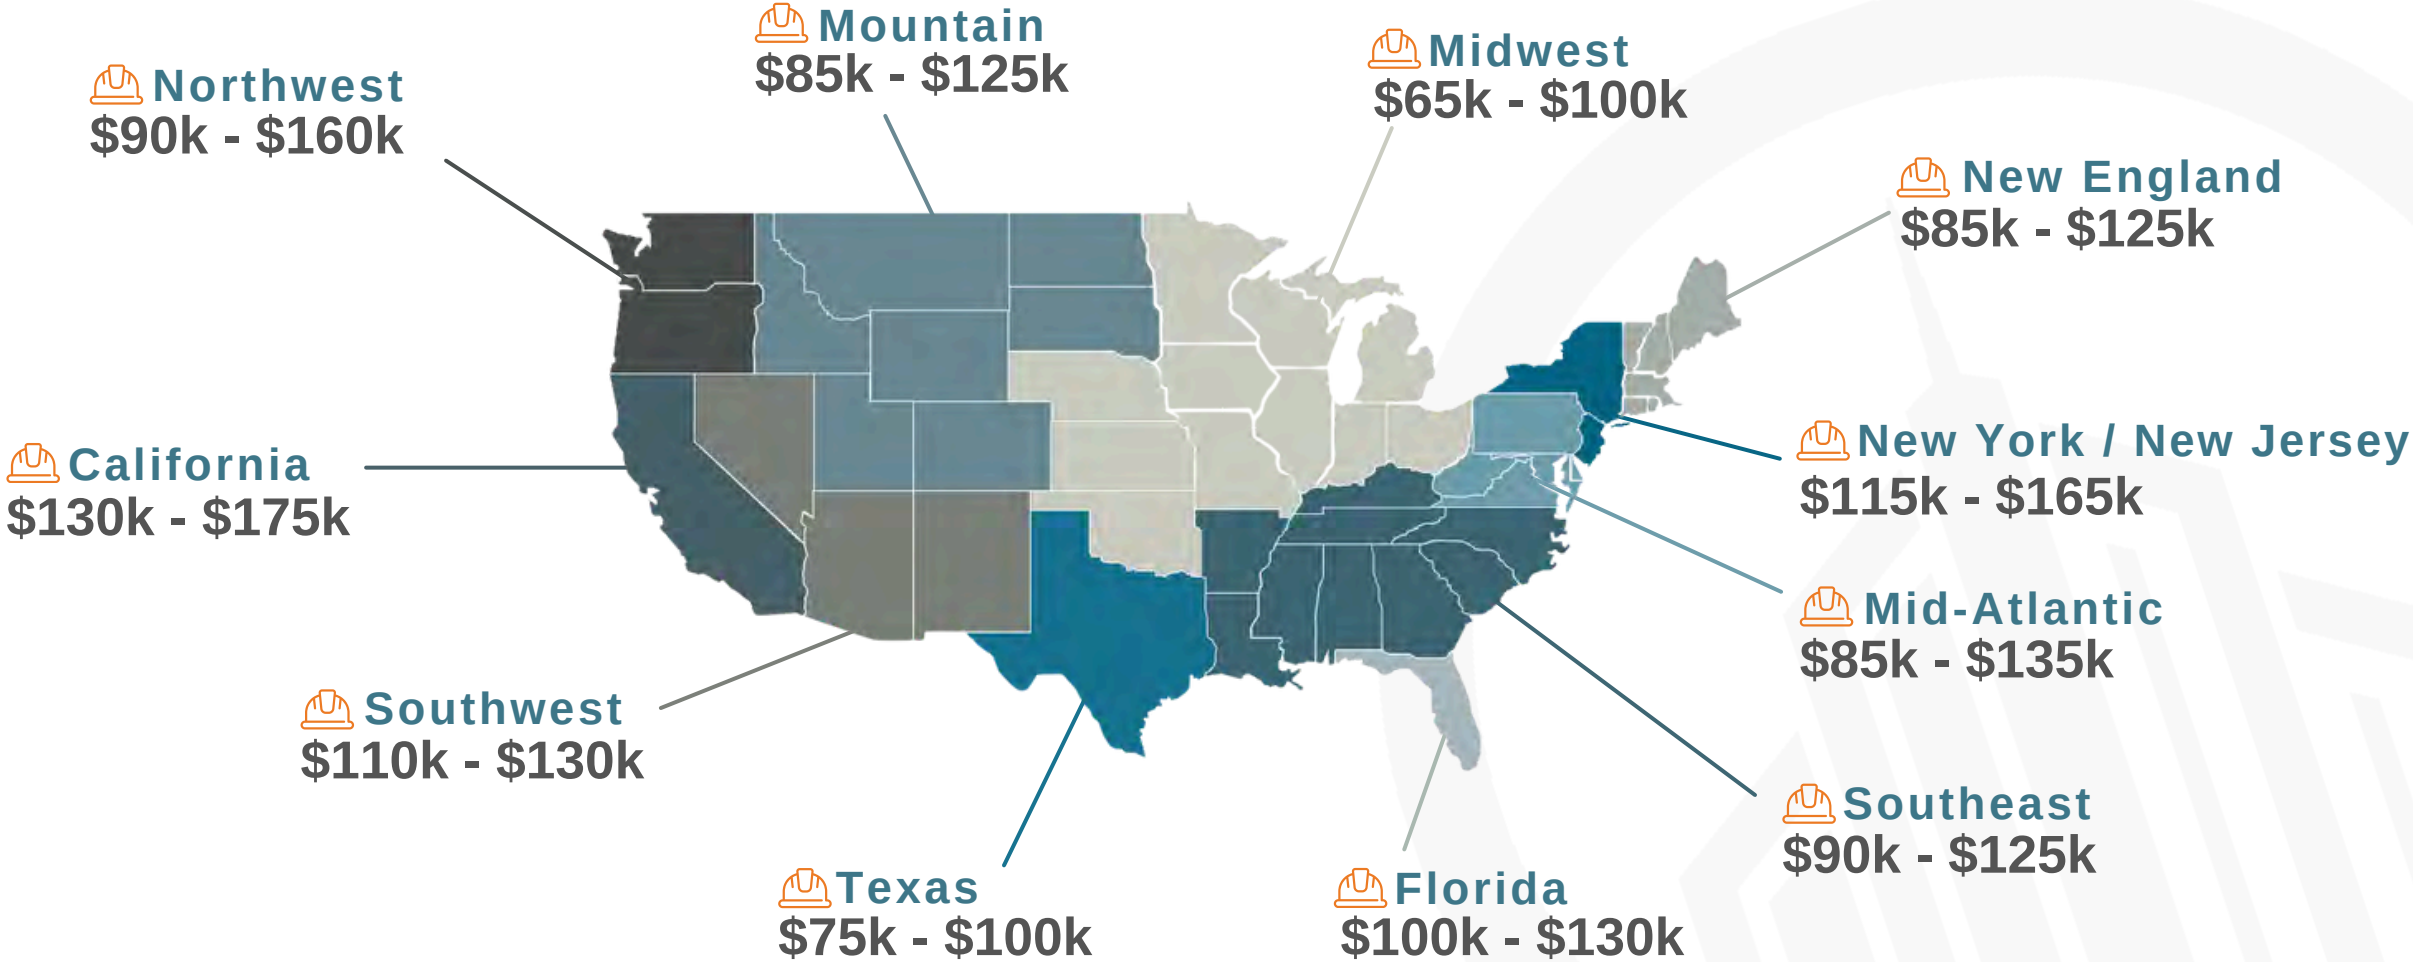 Mountain
$85k - $125k
Midwest
$65k - $100k
Northwest
$90k - $160k
New England
$85k - $125k
California
$130k - $175k
New York / New Jersey
$115k - $165k
Mid-Atlantic
$85k - $135k
Southwest
$110k - $130k
Southeast
$90k - $125k
Texas
$75k - $100k
Florida
$100k - $130k